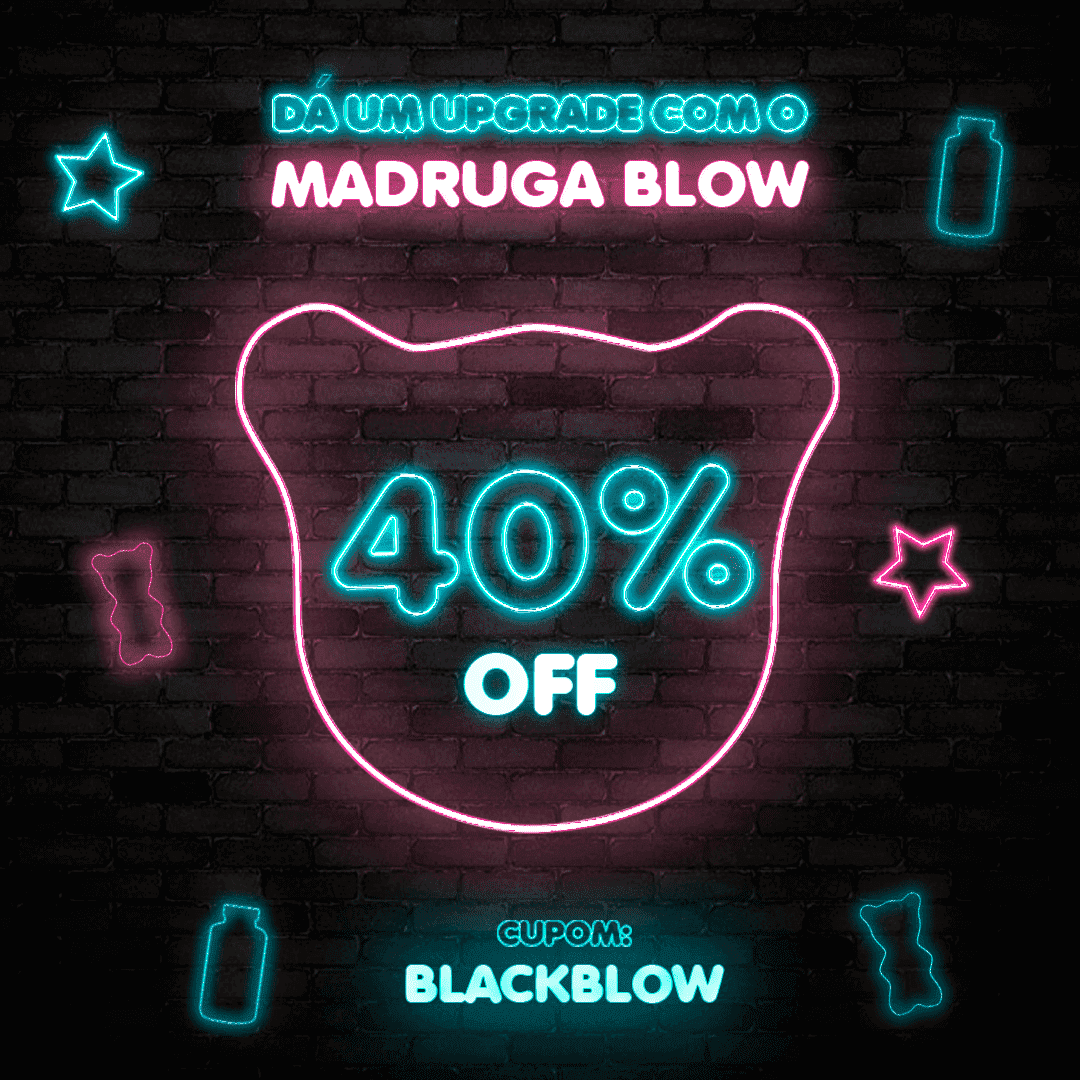 DÁ UM UPGRADE COM O
MADRUGA BLOW
40%
OFF
CUPOM:
BLACKBLOW